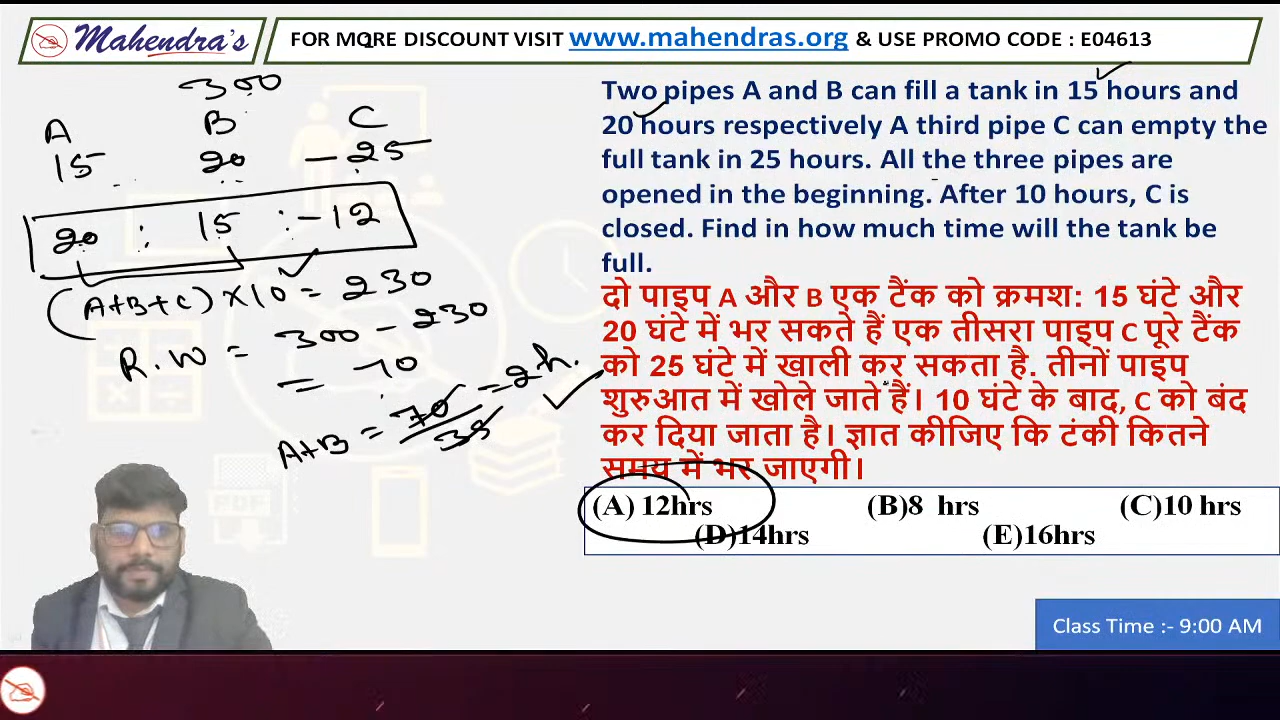 Mahendra's
FOR MORE DISCOUNT VISIT www.mahendras.org & USE PROMO CODE : E04613
300
A B C
15 20 – 25
20 : 15 : –12
(A+B+C) ×10 = 230
R.W = 300 – 230
= 70
A+B = 70/35 = 2h.
Two pipes A and B can fill a tank in 15 hours and
20 hours respectively A third pipe C can empty the
full tank in 25 hours. All the three pipes are
opened in the beginning. After 10 hours, C is
closed. Find in how much time will the tank be
full.
दो पाइप A और B एक टैंक को क्रमश: 15 घंटे और
20 घंटे में भर सकते हैं एक तीसरा पाइप C पूरे टैंक
को 25 घंटे में खाली कर सकता है. तीनों पाइप
शुरुआत में खोले जाते हैं। 10 घंटे के बाद, C को बंद
कर दिया जाता है। ज्ञात कीजिए कि टंकी कितने
समय में भर जाएगी।
(A) 12hrs (B)8 hrs (C)10 hrs
(D)14hrs (E)16hrs
PDF
Class Time :- 9:00 AM